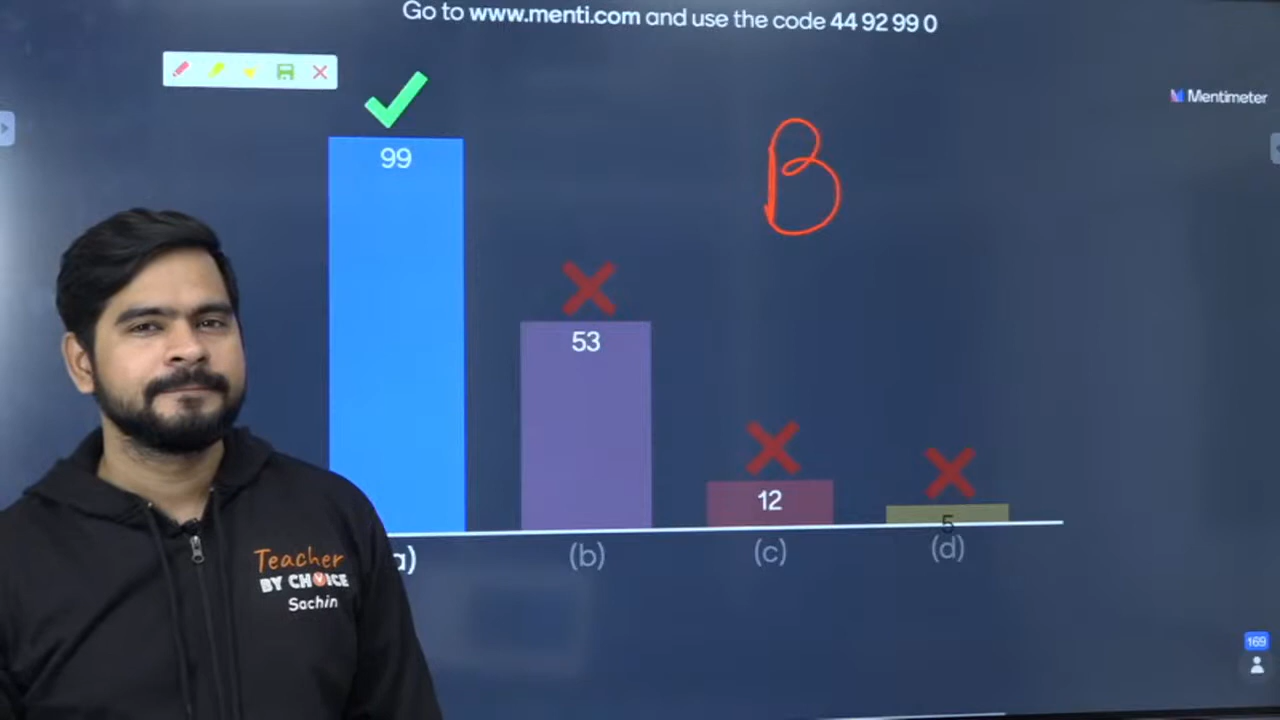 Go to www.menti.com and use the code 44 92 99 0
Mentimeter
99
B
53
12
5
a)
(b)
(c)
(d)
Teacher
BY CHOICE
Sachin
169